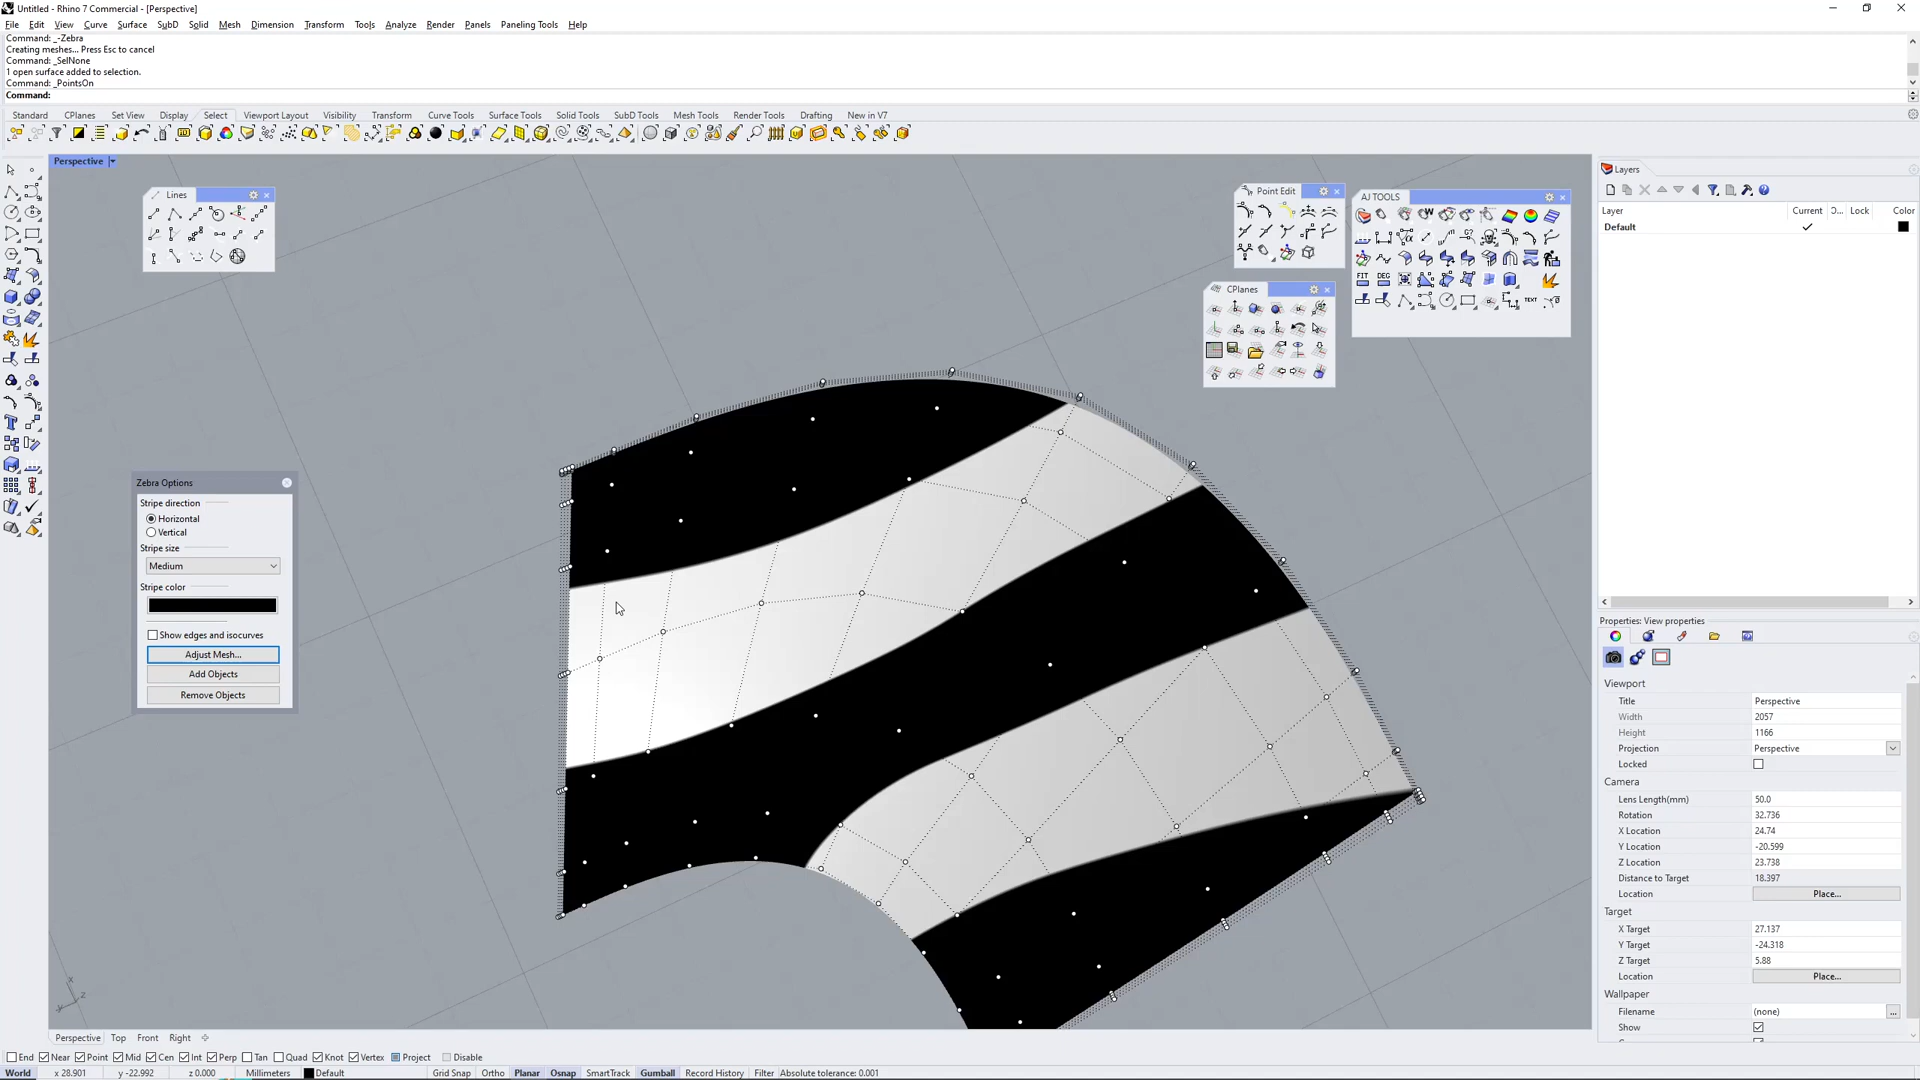 Untitled - Rhino 7 Commercial - [Perspective]
File Edit View Curve Surface SubD Solid Mesh Dimension Transform Tools Analyze Render Panels Paneling Tools Help
Command: _-Zebra
Creating meshes... Press Esc to cancel
Command: _SelNone
1 open surface added to selection.
Command: _PointsOn
Command:
Standard CPlanes Set View Display Select Viewport Layout Visibility Transform Curve Tools Surface Tools Solid Tools SubD Tools Mesh Tools Render Tools Drafting New in V7
Perspective
Lines
Point Edit
AJ TOOLS
FIT DEG
TEXT
CPlanes
Zebra Options
Stripe direction
Horizontal
Vertical
Stripe size
Medium
Stripe color
Show edges and isocurves
Adjust Mesh...
Add Objects
Remove Objects
Layers
Layer Current Lock Color
Default
Properties: View properties
Viewport
Title Perspective
Width 2057
Height 1166
Projection Perspective
Locked
Camera
Lens Length(mm) 50.0
Rotation 32.736
X Location 24.74
Y Location -20.599
Z Location 23.738
Distance to Target 18.397
Location Place...
Target
X Target 27.137
Y Target -24.318
Z Target 5.88
Location Place...
Wallpaper
Filename (none) ...
Show
x y z
Perspective Top Front Right
End Near Point Mid Cen Int Perp Tan Quad Knot Vertex Project Disable
World x 28.901 y -22.992 z 0.000 Millimeters Default Grid Snap Ortho Planar Osnap SmartTrack Gumball Record History Filter Absolute tolerance: 0.001